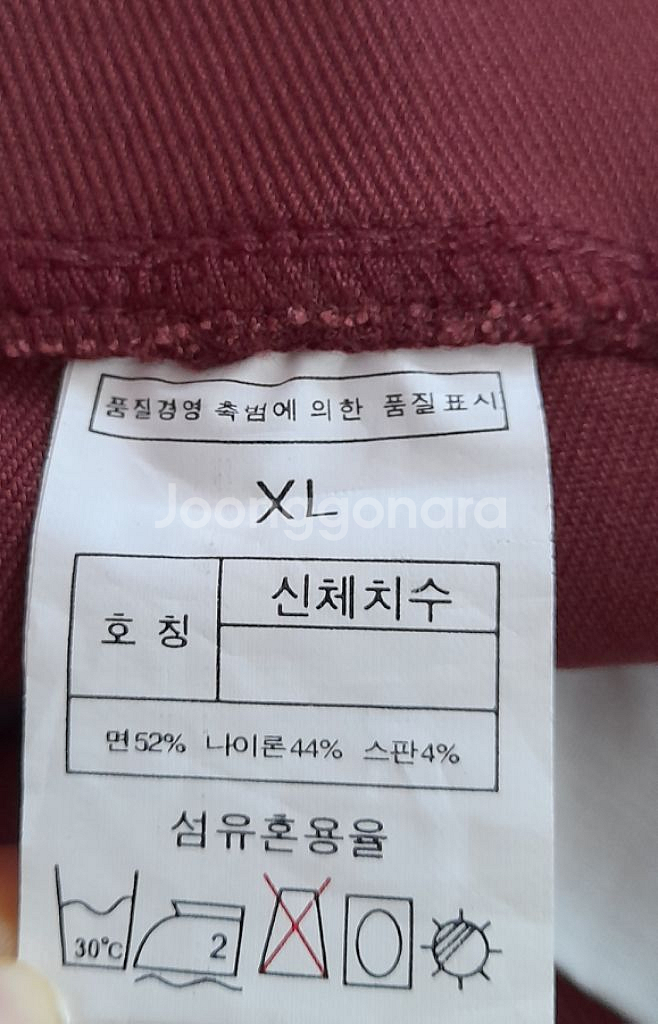 품질경영 촉범에 의한 품질표시
XL
Joonggonara
호칭
신체치수
면52% 나이론44% 스판4%
섬유혼용율
30°C
2